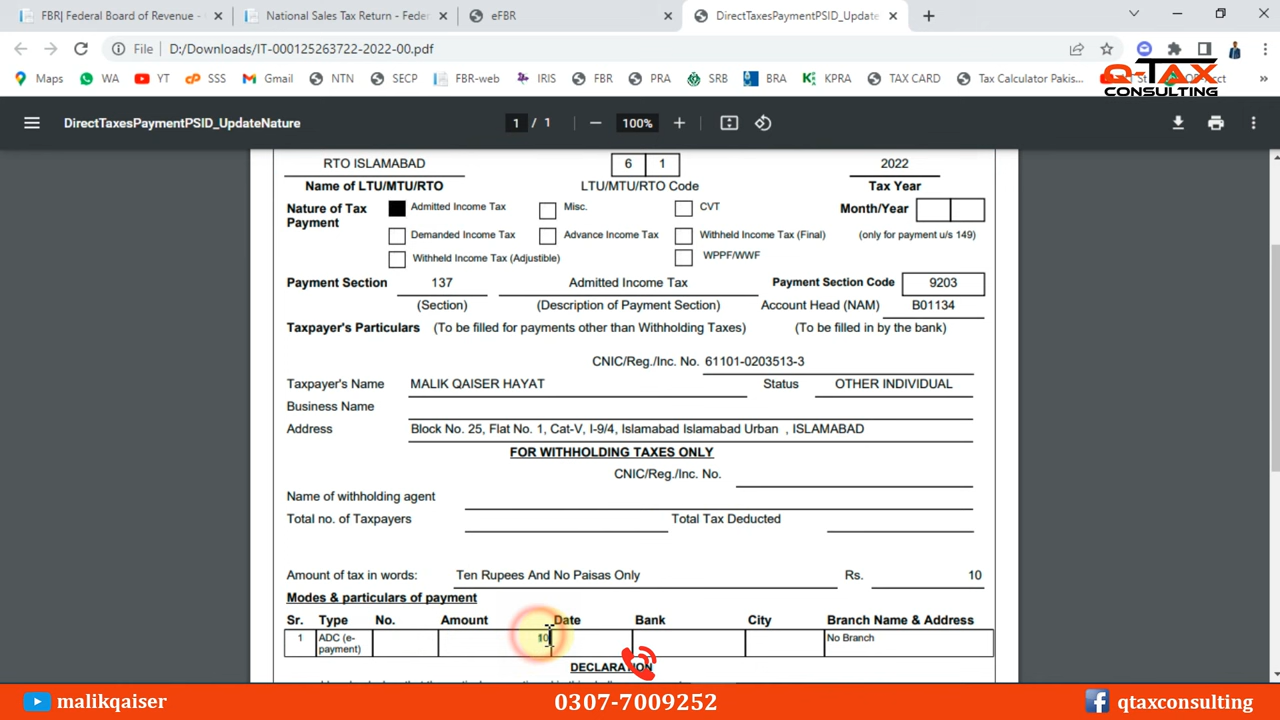 FBR| Federal Board of Revenue -
National Sales Tax Return - Feder
eFBR
DirectTaxesPaymentPSID_Update
File
D:/Downloads/IT-000125263722-2022-00.pdf
Maps
WA
YT
SSS
Gmail
NTN
SECP
FBR-web
IRIS
FBR
PRA
SRB
BRA
KPRA
TAX CARD
Tax Calculator Pakis...
Q-TAX
CONSULTING
DirectTaxesPaymentPSID_UpdateNature
1 / 1
100%
RTO ISLAMABAD 6 1 2022
Name of LTU/MTU/RTO LTU/MTU/RTO Code Tax Year
Nature of Tax Payment
Admitted Income Tax Misc. CVT Month/Year
Demanded Income Tax Advance Income Tax Withheld Income Tax (Final) (only for payment u/s 149)
Withheld Income Tax (Adjustible) WPPF/WWF
Payment Section 137 Admitted Income Tax Payment Section Code 9203
(Section) (Description of Payment Section) Account Head (NAM) B01134
Taxpayer's Particulars (To be filled for payments other than Withholding Taxes) (To be filled in by the bank)
CNIC/Reg./Inc. No. 61101-0203513-3
Taxpayer's Name MALIK QAISER HAYAT Status OTHER INDIVIDUAL
Business Name
Address Block No. 25, Flat No. 1, Cat-V, I-9/4, Islamabad Islamabad Urban , ISLAMABAD
FOR WITHHOLDING TAXES ONLY
CNIC/Reg./Inc. No.
Name of withholding agent
Total no. of Taxpayers Total Tax Deducted
Amount of tax in words: Ten Rupees And No Paisas Only Rs. 10
Modes & particulars of payment
Sr. Type No. Amount Date Bank City Branch Name & Address
1 ADC (e-payment) 10 No Branch
DECLARATION
malikqaiser
0307-7009252
qtaxconsulting